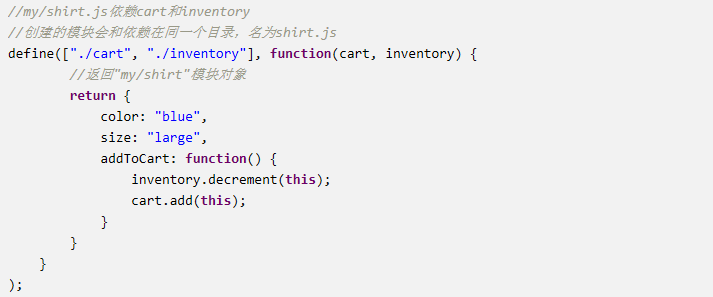 //my/shirt.js依赖cart和inventory
//创建的模块会和依赖在同一个目录，名为shirt.js
define(["./cart", "./inventory"], function(cart, inventory) {
        //返回"my/shirt"模块对象
        return {
            color: "blue",
            size: "large",
            addToCart: function() {
                inventory.decrement(this);
                cart.add(this);
            }
        }
    }
);